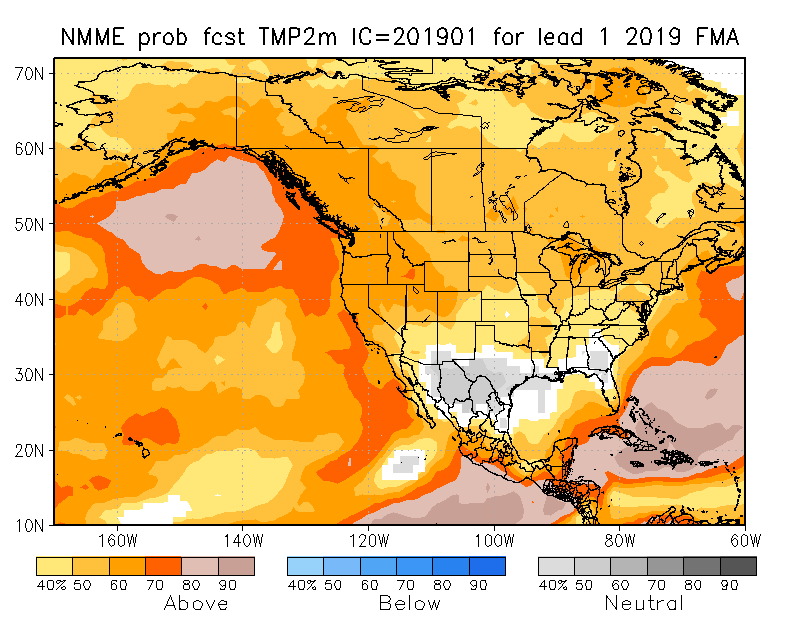 NMME prob fcst TMP2m IC=201901 for lead 1 2019 FMA
70N
60N
50N
40N
30N
20N
10N
160W 140W 120W 100W 80W 60W
40% 50 60 70 80 90 40% 50 60 70 80 90 40% 50 60 70 80 90
Above Below Neutral